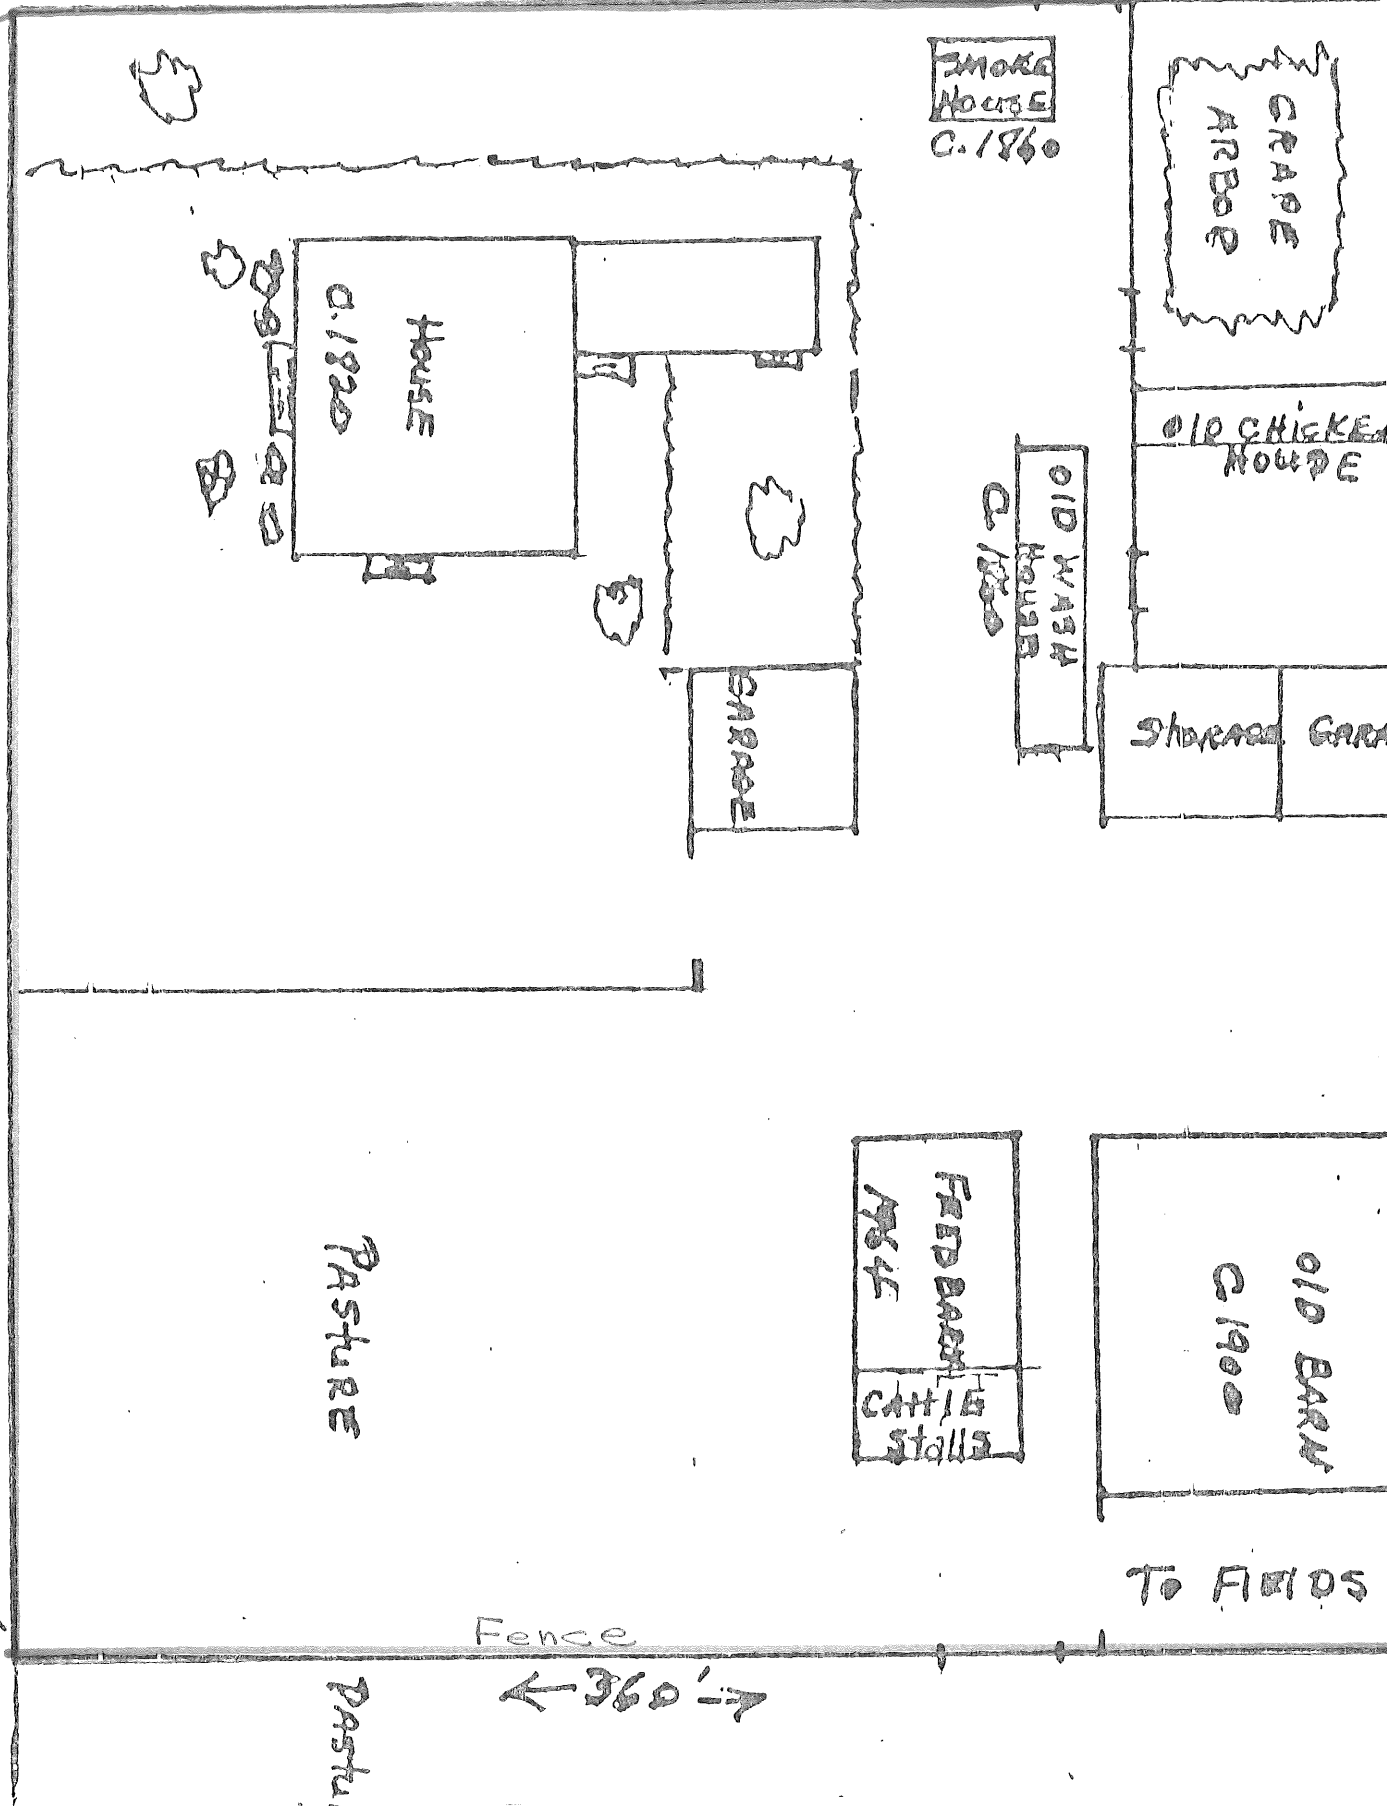 SMOKE
HOUSE
C.1860
GRAPE
ARBOR
HOUSE
C.1820
OlD CHICKEN
HOUSE
OlD WASH
HOUSE
GARAGE
Storage
GARA
FEED BARN
CAttlE
StallS
OlD BARN
C.1900
PAStURE
To FIElDS
Fence
360'
PAStu